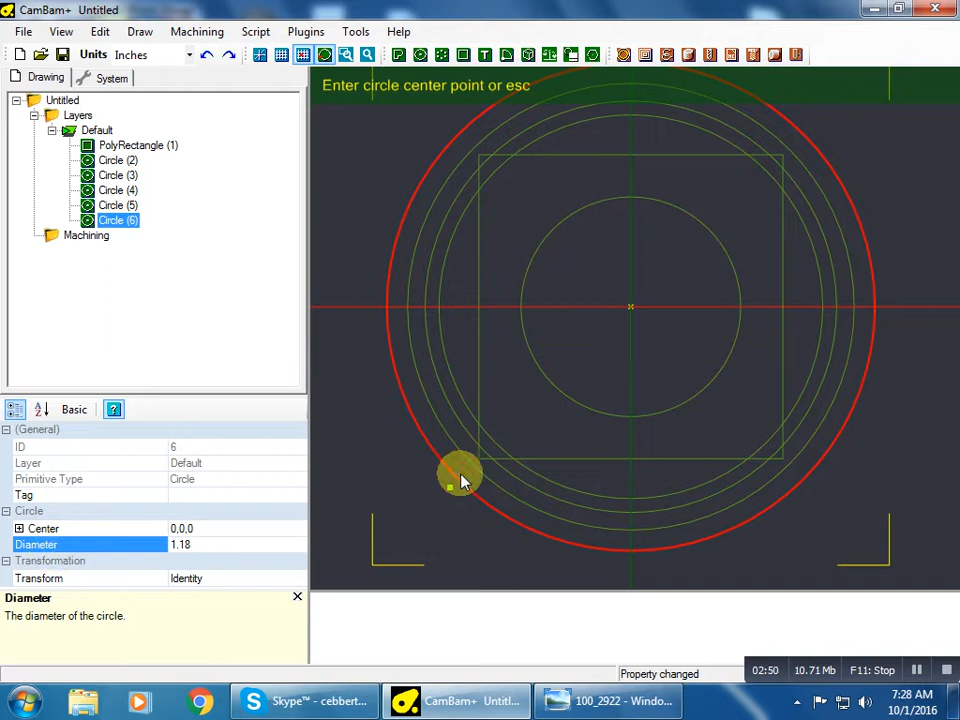 CamBam+ Untitled
File View Edit Draw Machining Script Plugins Tools Help
Units Inches
Drawing System
Enter circle center point or esc
Untitled
Layers
Default
PolyRectangle (1)
Circle (2)
Circle (3)
Circle (4)
Circle (5)
Circle (6)
Machining
Basic
(General)
ID 6
Layer Default
Primitive Type Circle
Tag
Circle
Center 0,0,0
Diameter 1.18
Transformation
Transform Identity
Diameter
The diameter of the circle.
Property changed
02:50 10.71 Mb F11: Stop
Skype™ - cebbert...
CamBam+ Untitl...
100_2922 - Windo...
7:28 AM
10/1/2016